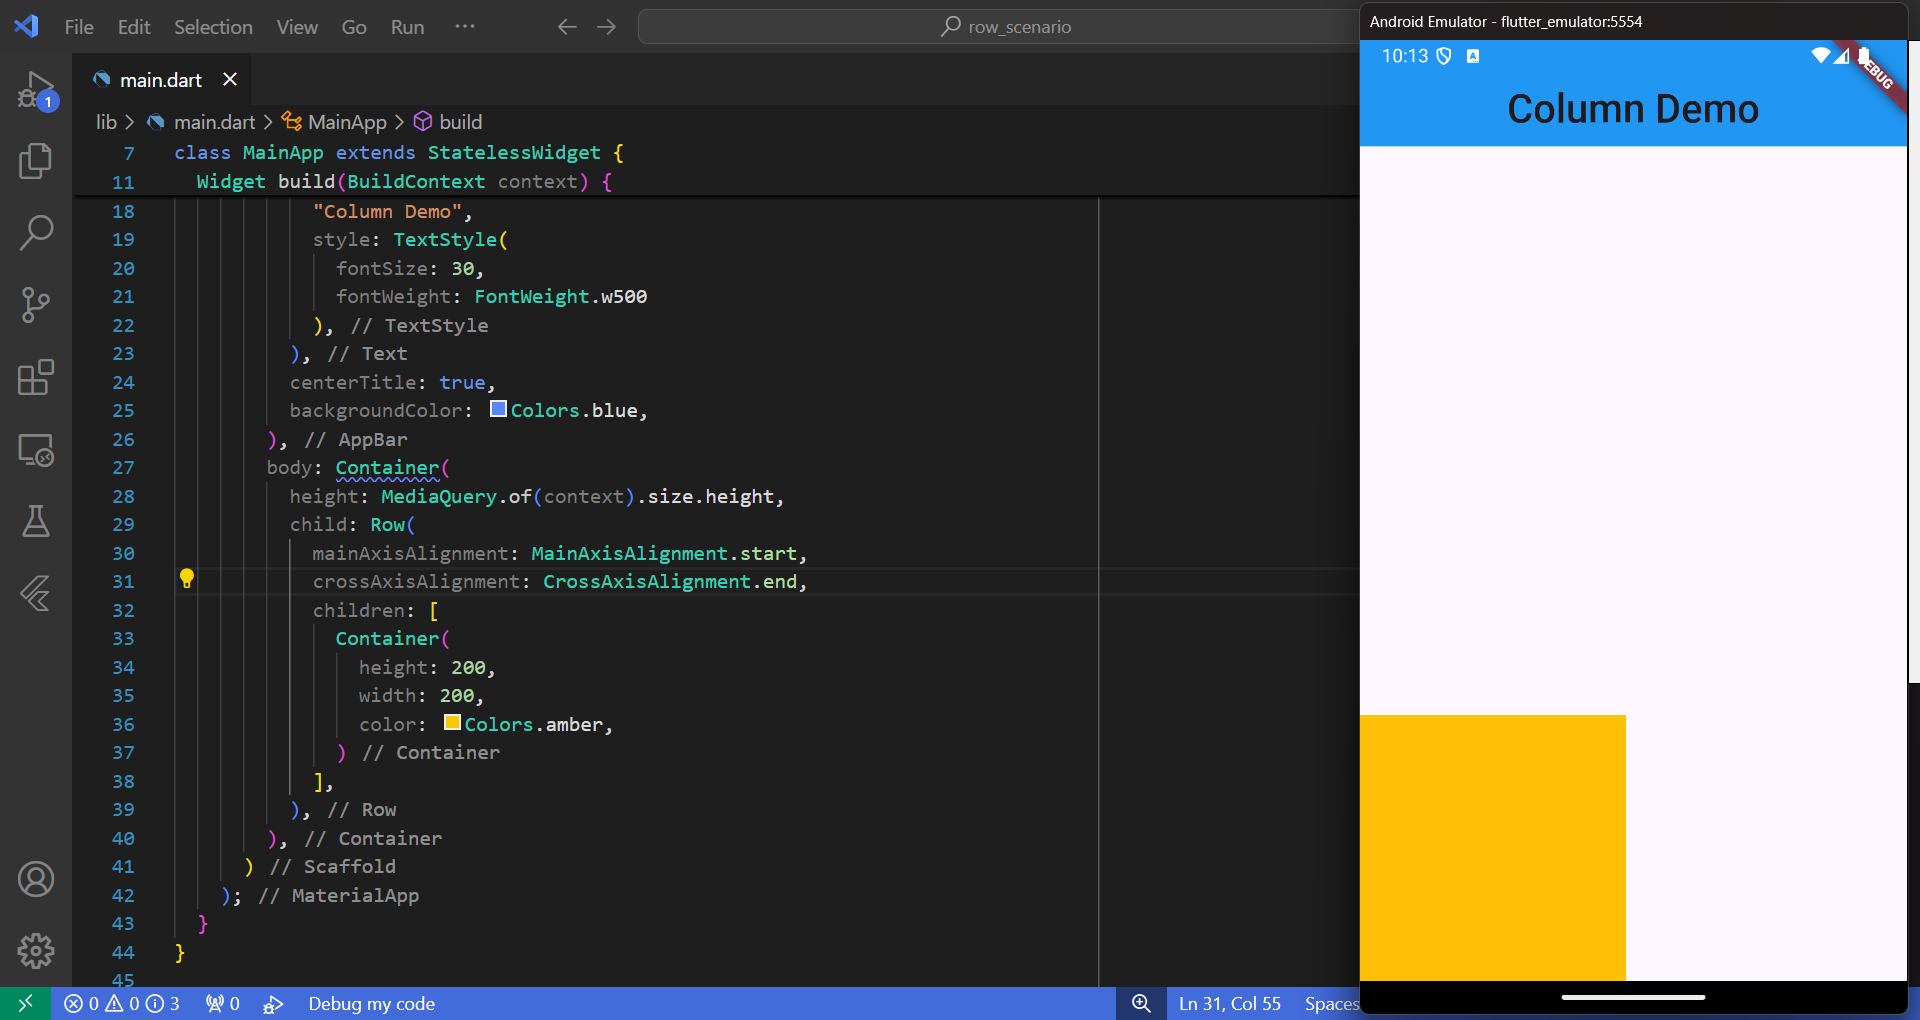 File Edit Selection View Go Run ···
row_scenario
main.dart
lib > main.dart > MainApp > build
7 class MainApp extends StatelessWidget {
11 Widget build(BuildContext context) {
18 "Column Demo",
19 style: TextStyle(
20 fontSize: 30,
21 fontWeight: FontWeight.w500
22 ), // TextStyle
23 ), // Text
24 centerTitle: true,
25 backgroundColor: Colors.blue,
26 ), // AppBar
27 body: Container(
28 height: MediaQuery.of(context).size.height,
29 child: Row(
30 mainAxisAlignment: MainAxisAlignment.start,
31 crossAxisAlignment: CrossAxisAlignment.end,
32 children: [
33 Container(
34 height: 200,
35 width: 200,
36 color: Colors.amber,
37 ) // Container
38 ],
39 ), // Row
40 ), // Container
41 ) // Scaffold
42 ); // MaterialApp
43 }
44 }
45
1
0 0 3 0 Debug my code Ln 31, Col 55 Spaces
Android Emulator - flutter_emulator:5554
10:13 A
DEBUG
Column Demo